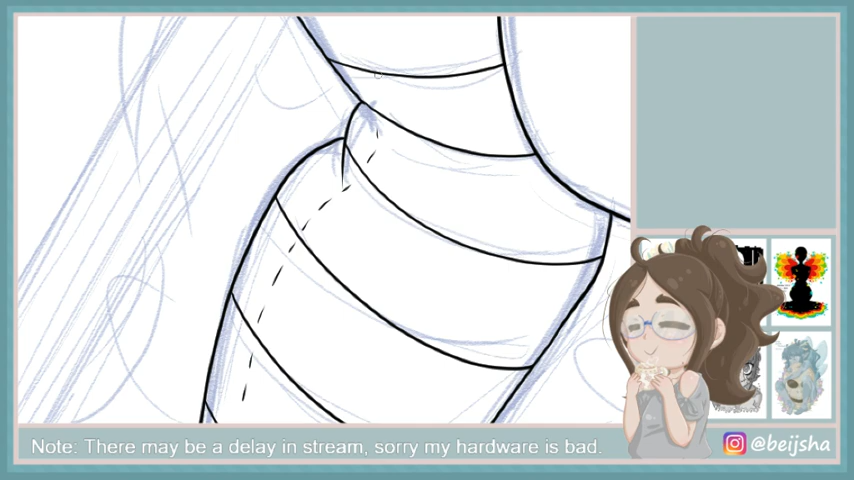 Note: There may be a delay in stream, sorry my hardware is bad.
@beijsha